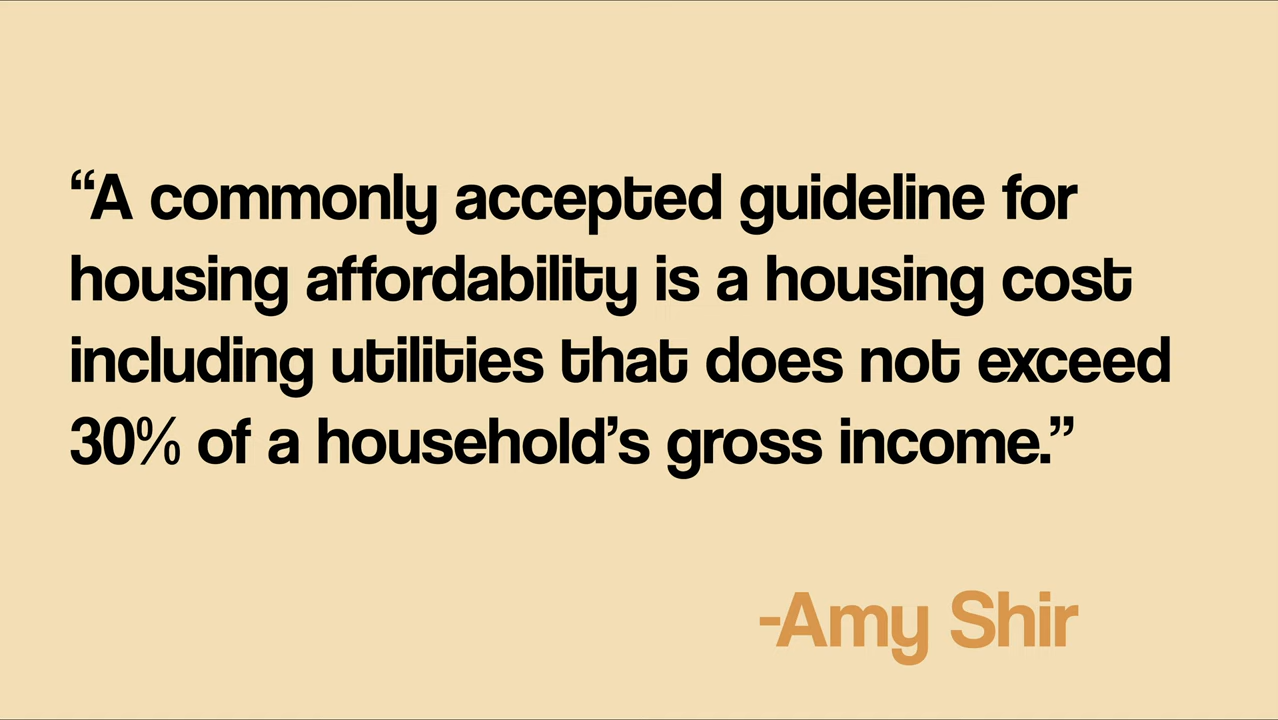 “A commonly accepted guideline for
housing affordability is a housing cost
including utilities that does not exceed
30% of a household’s gross income.”
-Amy Shir